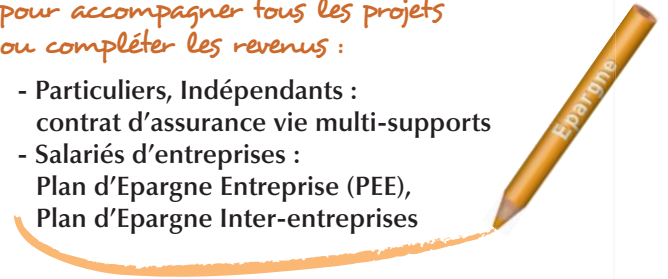 pour accompagner tous les projets
ou compléter les revenus :
- Particuliers, Indépendants :
contrat d'assurance vie multi-supports
- Salariés d'entreprises :
Plan d'Epargne Entreprise (PEE),
Plan d'Epargne Inter-entreprises
Epargne